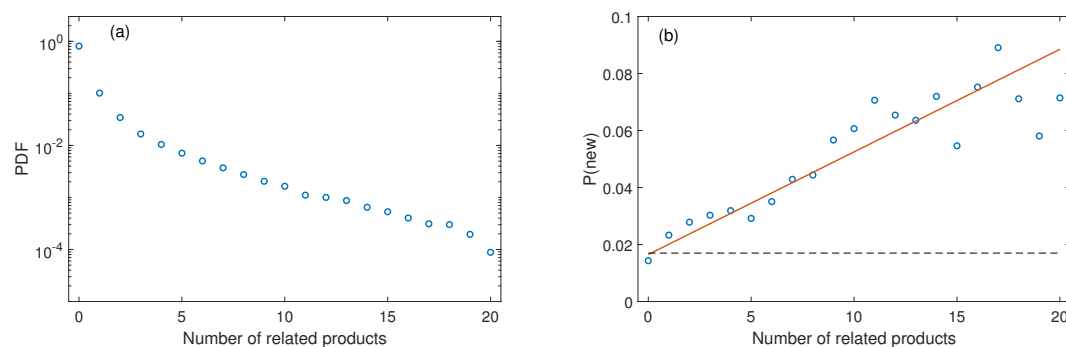 (a)
10^0
10^-2
10^-4
PDF
0 5 10 15 20
Number of related products
(b)
0.1
0.08
0.06
0.04
0.02
0
P(new)
0 5 10 15 20
Number of related products